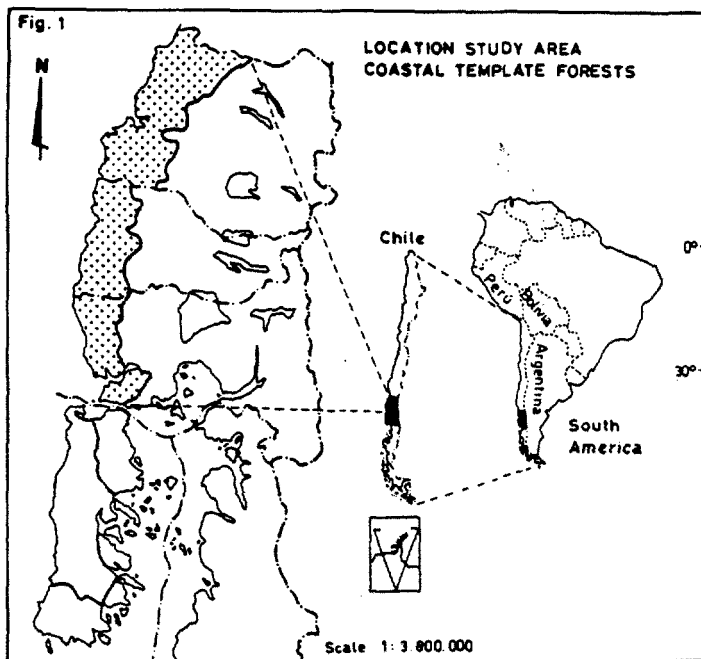 Fig. 1
LOCATION STUDY AREA
COASTAL TEMPLATE FORESTS
N
Chile
0°
Perú
Bolivia
Argentina
30°
South
America
Scale 1: 3.800.000